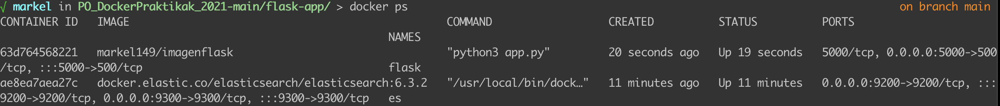 √ markel in PO_DockerPraktikak_2021-main/flask-app/ > docker ps on branch main
CONTAINER ID IMAGE COMMAND CREATED STATUS PORTS
NAMES
63d764568221 markel149/imagenflask "python3 app.py" 20 seconds ago Up 19 seconds 5000/tcp, 0.0.0.0:5000->500
/tcp, :::5000->500/tcp flask
ae8ea7aea27c docker.elastic.co/elasticsearch/elasticsearch:6.3.2 "/usr/local/bin/dock…" 11 minutes ago Up 11 minutes 0.0.0.0:9200->9200/tcp, :::
9200->9200/tcp, 0.0.0.0:9300->9300/tcp, :::9300->9300/tcp es